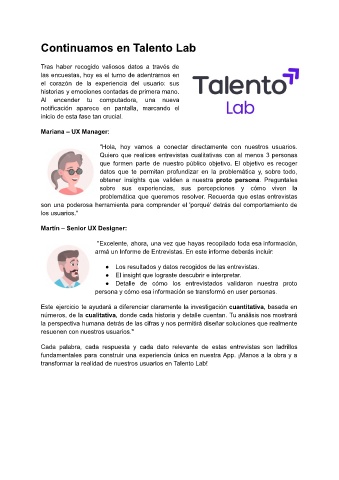 Continuamos en Talento Lab
Tras haber recogido valiosos datos a través de
las encuestas, hoy es el turno de adentrarnos en
el corazón de la experiencia del usuario: sus
historias y emociones contadas de primera mano.
Al encender tu computadora, una nueva
notificación aparece en pantalla, marcando el
inicio de esta fase tan crucial.
Talento
Lab
Mariana – UX Manager:
"Hola, hoy vamos a conectar directamente con nuestros usuarios.
Quiero que realices entrevistas cualitativas con al menos 3 personas
que formen parte de nuestro público objetivo. El objetivo es recoger
datos que te permitan profundizar en la problemática y, sobre todo,
obtener insights que validen a nuestra proto persona. Pregúntales
sobre sus experiencias, sus percepciones y cómo viven la
problemática que queremos resolver. Recuerda que estas entrevistas
son una poderosa herramienta para comprender el 'porqué' detrás del comportamiento de
los usuarios."
Martín – Senior UX Designer:
"Excelente, ahora, una vez que hayas recopilado toda esa información,
armá un Informe de Entrevistas. En este informe deberás incluir:
● Los resultados y datos recogidos de las entrevistas.
● El insight que lograste descubrir e interpretar.
● Detalle de cómo los entrevistados validaron nuestra proto
persona y cómo esa información se transformó en user personas.
Este ejercicio te ayudará a diferenciar claramente la investigación cuantitativa, basada en
números, de la cualitativa, donde cada historia y detalle cuentan. Tu análisis nos mostrará
la perspectiva humana detrás de las cifras y nos permitirá diseñar soluciones que realmente
resuenen con nuestros usuarios."
Cada palabra, cada respuesta y cada dato relevante de estas entrevistas son ladrillos
fundamentales para construir una experiencia única en nuestra App. ¡Manos a la obra y a
transformar la realidad de nuestros usuarios en Talento Lab!